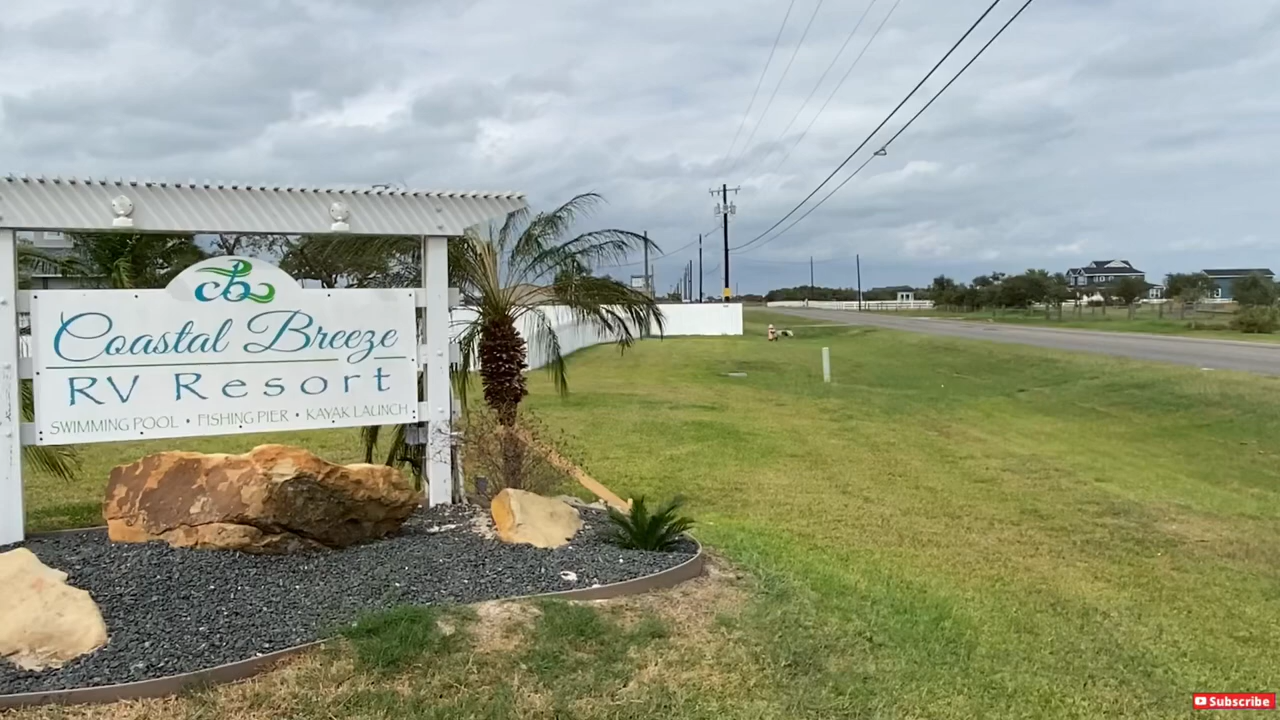 cb
Coastal Breeze
RV Resort
SWIMMING POOL • FISHING PIER • KAYAK LAUNCH
Subscribe